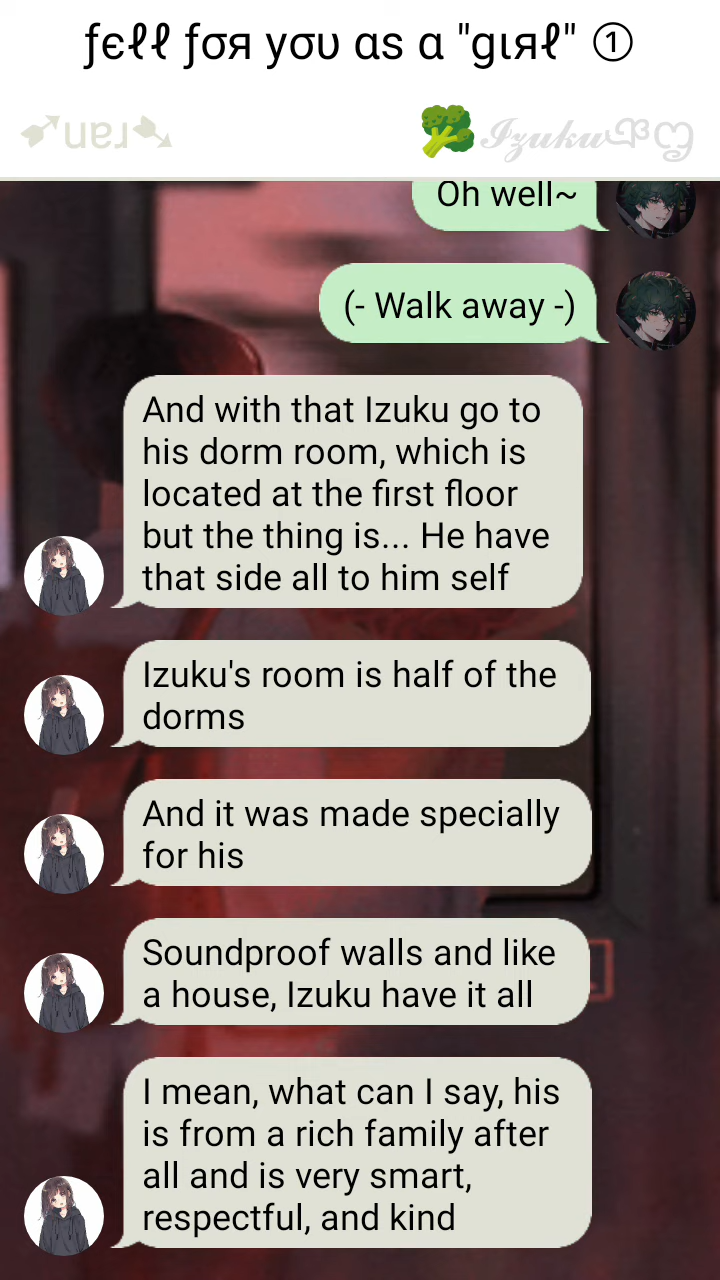 ƒєℓℓ ƒσя уσυ αѕ α "gιяℓ" ①
➶uɐɹ➴
🥦𝓘𝔃𝓾𝓴𝓾
Oh well~
(- Walk away -)
And with that Izuku go to
his dorm room, which is
located at the first floor
but the thing is... He have
that side all to him self
Izuku's room is half of the
dorms
And it was made specially
for his
Soundproof walls and like
a house, Izuku have it all
I mean, what can I say, his
is from a rich family after
all and is very smart,
respectful, and kind